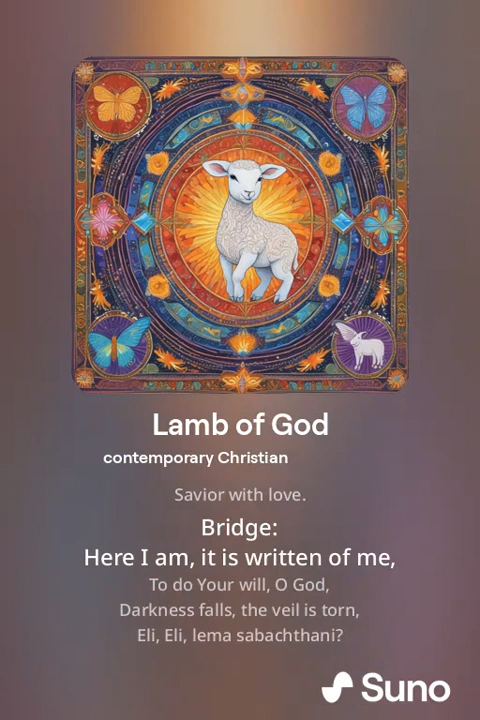 Lamb of God
contemporary Christian
Savior with love.
Bridge:
Here I am, it is written of me,
To do Your will, O God,
Darkness falls, the veil is torn,
Eli, Eli, lema sabachthani?
Suno